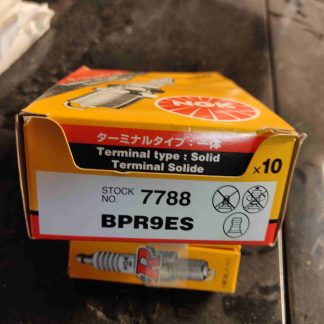 NGK
ターミナルタイプ：一体
Terminal type : Solid
Terminal Solide
×10
STOCK NO. 7788
BPR9ES
R